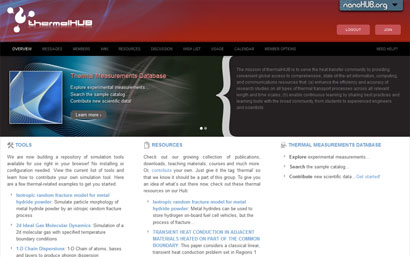 nanoHUB.org
thermalHUB
LOGOUT
JOIN
OVERVIEW MESSAGES MEMBERS WIKI RESOURCES DISCUSSION WISH LIST USAGE CALENDAR MEMBER OPTIONS NEED HELP?
Thermal Measurements Database
Explore experimental measurements...
Search the sample catalog...
Contribute new scientific data!
Learn more ›
The mission of thermalHUB is to serve the heat transfer community by providing
convenient global access to comprehensive, state-of-the-art information, computing,
and communications resources that: (a) enhance the efficiency and accuracy of
research studies on all types of thermal transport processes across all relevant
length and time scales, (b) enable continuous learning by sharing best practices and
learning tools with the broad community, from students to experienced engineers
and scientists.
TOOLS
We are now building a repository of simulation tools
available for use right in your browser! No installing or
configuration needed. View the current list of tools and
learn how to contribute your own simulation tool. Here
are a few thermal-related examples to get you started:
Isotropic random fracture model for metal
hydride powder: Simulate particle morphology of
metal hydride powder by an isotropic random fracture
process
2d Ideal Gas Molecular Dynamics: Simulation of a
2d molecular gas with specified temperature
boundary conditions
1-D Chain Dispersion: 1-D Chain of atoms, bases
and layers to produce phonon dispersion
RESOURCES
Check out our growing collection of publications,
downloads, teaching materials, courses and much more.
Or, contribute your own. Just give it the tag 'thermal' so
that we know it should be a part of this group. To give you
an idea of what's out there now, check out these thermal
resources on our Hub:
Isotropic random fracture model for metal
hydride powder: Metal hydrides can be used to
store hydrogen on-board fuel cell vehicles, but the
process of fracture...
TRANSIENT HEAT CONDUCTION IN ADJACENT
MATERIALS HEATED ON PART OF THE COMMON
BOUNDARY: This paper considers a classical linear,
transient heat conduction problem set in Regions 1
THERMAL MEASUREMENTS DATABASE
Explore experimental measurements...
Search the sample catalog...
Contribute new scientific data...Get started!